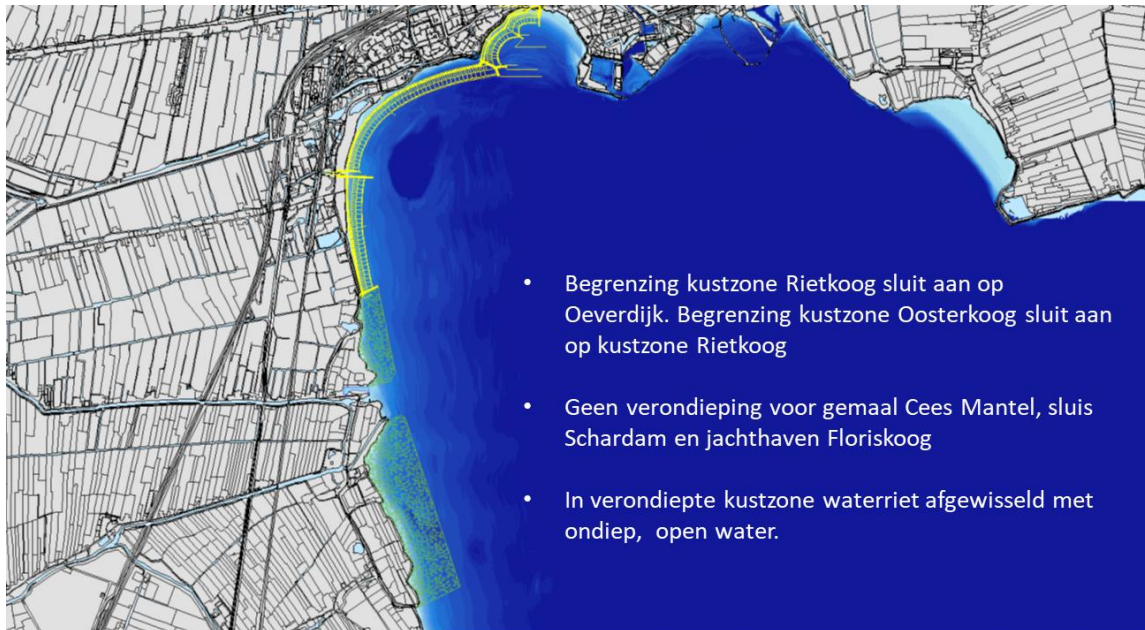 • Begrenzing kustzone Rietkoog sluit aan op
Oeverdijk. Begrenzing kustzone Oosterkoog sluit aan
op kustzone Rietkoog
• Geen verondieping voor gemaal Cees Mantel, sluis
Schardam en jachthaven Floriskoog
• In verondiepte kustzone waterriet afgewisseld met
ondiep, open water.